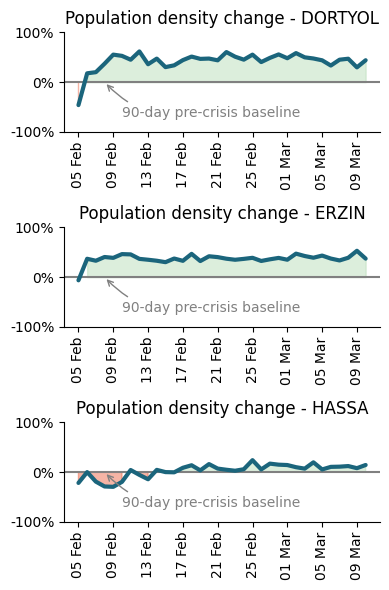 Population density change - DORTYOL
100%
0%
-100%
90-day pre-crisis baseline
05 Feb
09 Feb
13 Feb
17 Feb
21 Feb
25 Feb
01 Mar
05 Mar
09 Mar
Population density change - ERZIN
100%
0%
-100%
90-day pre-crisis baseline
05 Feb
09 Feb
13 Feb
17 Feb
21 Feb
25 Feb
01 Mar
05 Mar
09 Mar
Population density change - HASSA
100%
0%
-100%
90-day pre-crisis baseline
05 Feb
09 Feb
13 Feb
17 Feb
21 Feb
25 Feb
01 Mar
05 Mar
09 Mar